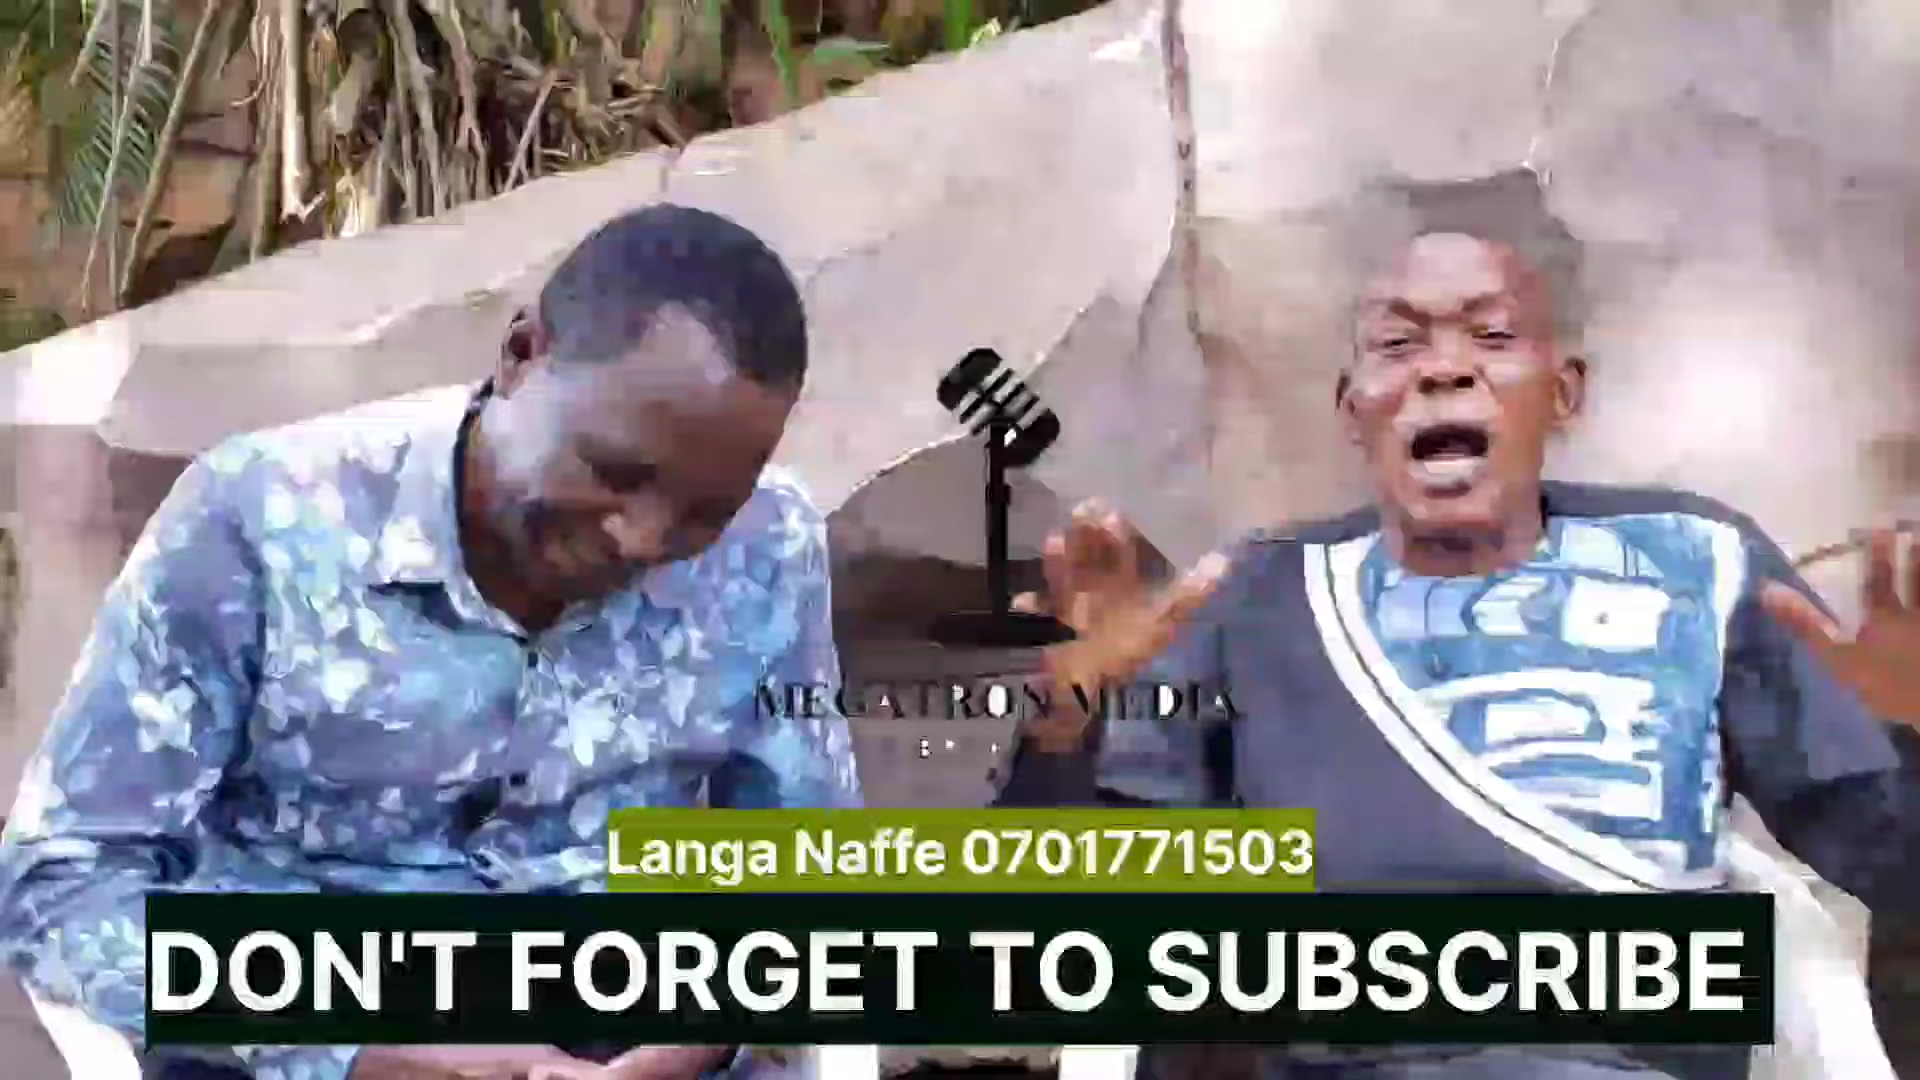 MEGATRON MEDIA
Langa Naffe 0701771503
DON'T FORGET TO SUBSCRIBE